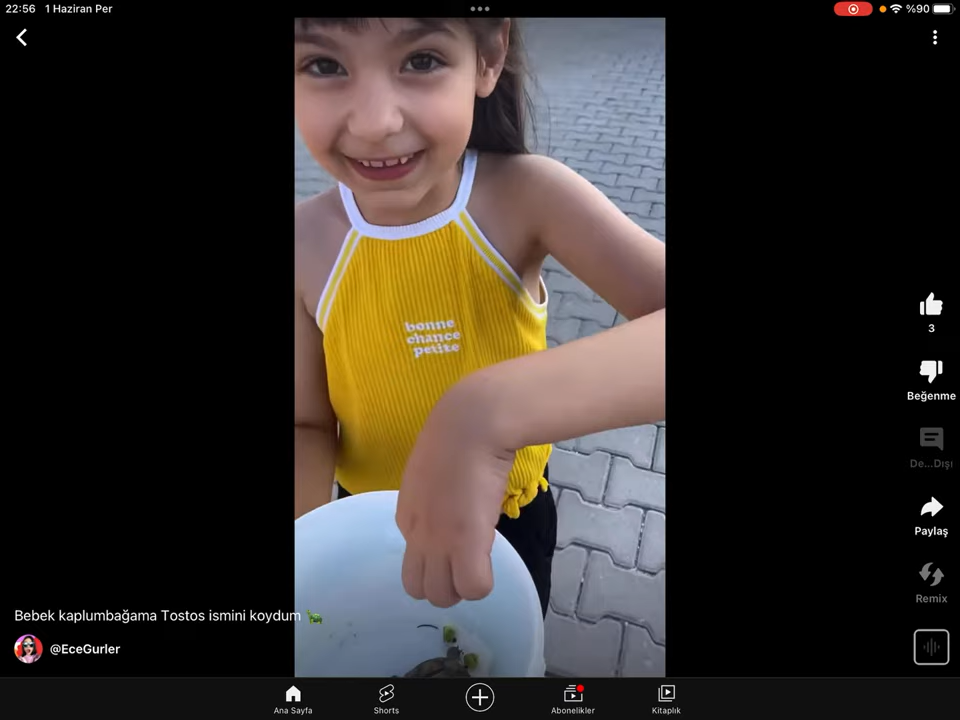 22:56 1 Haziran Per
%90
bonne
chance
petite
3
Beğenme
De...Dışı
Paylaş
Remix
Bebek kaplumbağama Tostos ismini koydum 🐢
@EceGurler
Ana Sayfa Shorts Abonelikler Kitaplık